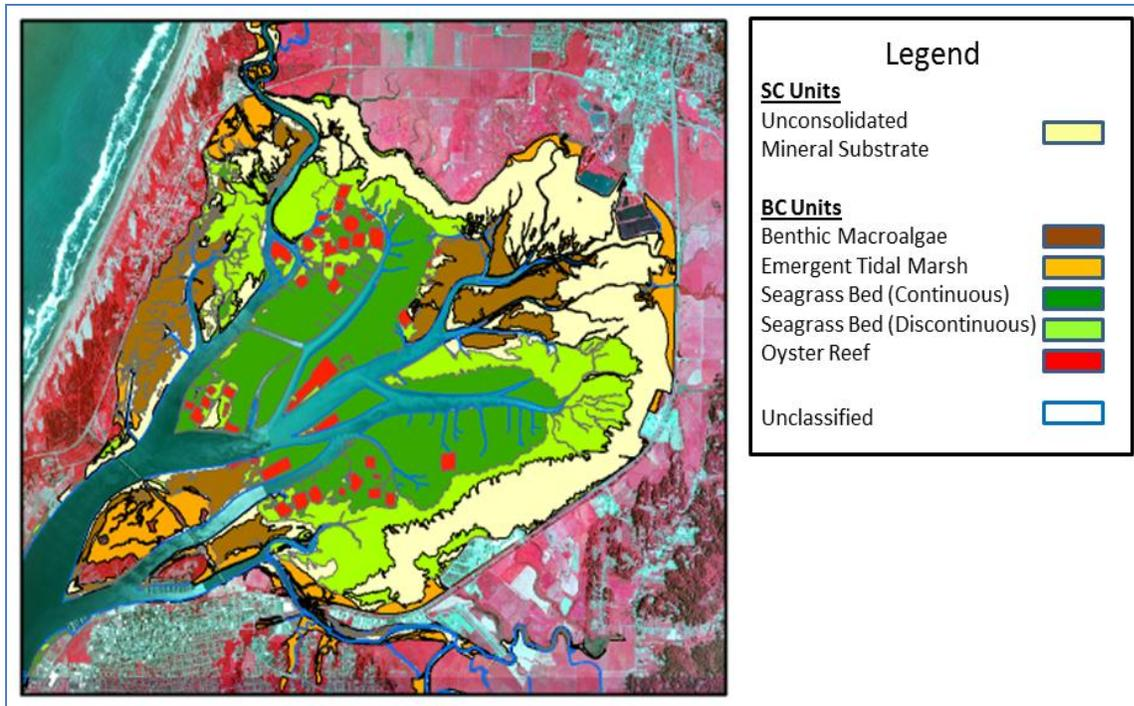 Legend
SC Units
Unconsolidated
Mineral Substrate
BC Units
Benthic Macroalgae
Emergent Tidal Marsh
Seagrass Bed (Continuous)
Seagrass Bed (Discontinuous)
Oyster Reef
Unclassified